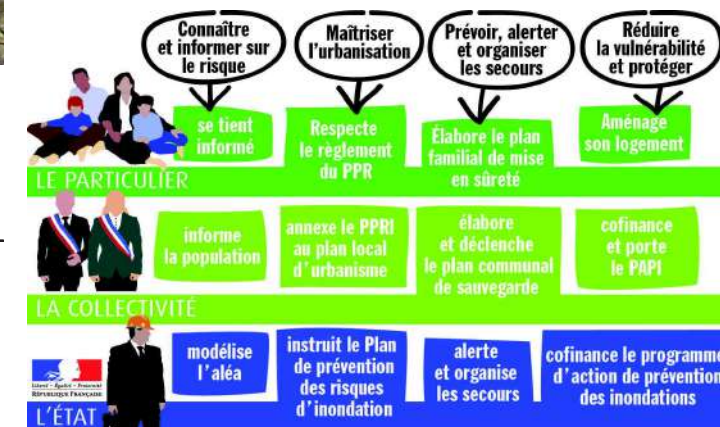 Connaître
et informer sur
le risque
Maîtriser
l'urbanisation
Prévoir, alerter
et organiser
les secours
Réduire
la vulnérabilité
et protéger
se tient
informé
Respecte
le règlement
du PPR
Élabore le plan
familial de mise
en sûreté
Aménage
son logement
LE PARTICULIER
informe
la population
annexe le PPRI
au plan local
d'urbanisme
élabore
et déclenche
le plan communal
de sauvegarde
cofinance
et porte
le PAPI
LA COLLECTIVITÉ
modélise
l'aléa
instruit le Plan
de prévention
des risques
d'inondation
alerte
et organise
les secours
cofinance le programme
d'action de prévention
des inondations
Liberté • Égalité • Fraternité
RÉPUBLIQUE FRANÇAISE
L'ÉTAT